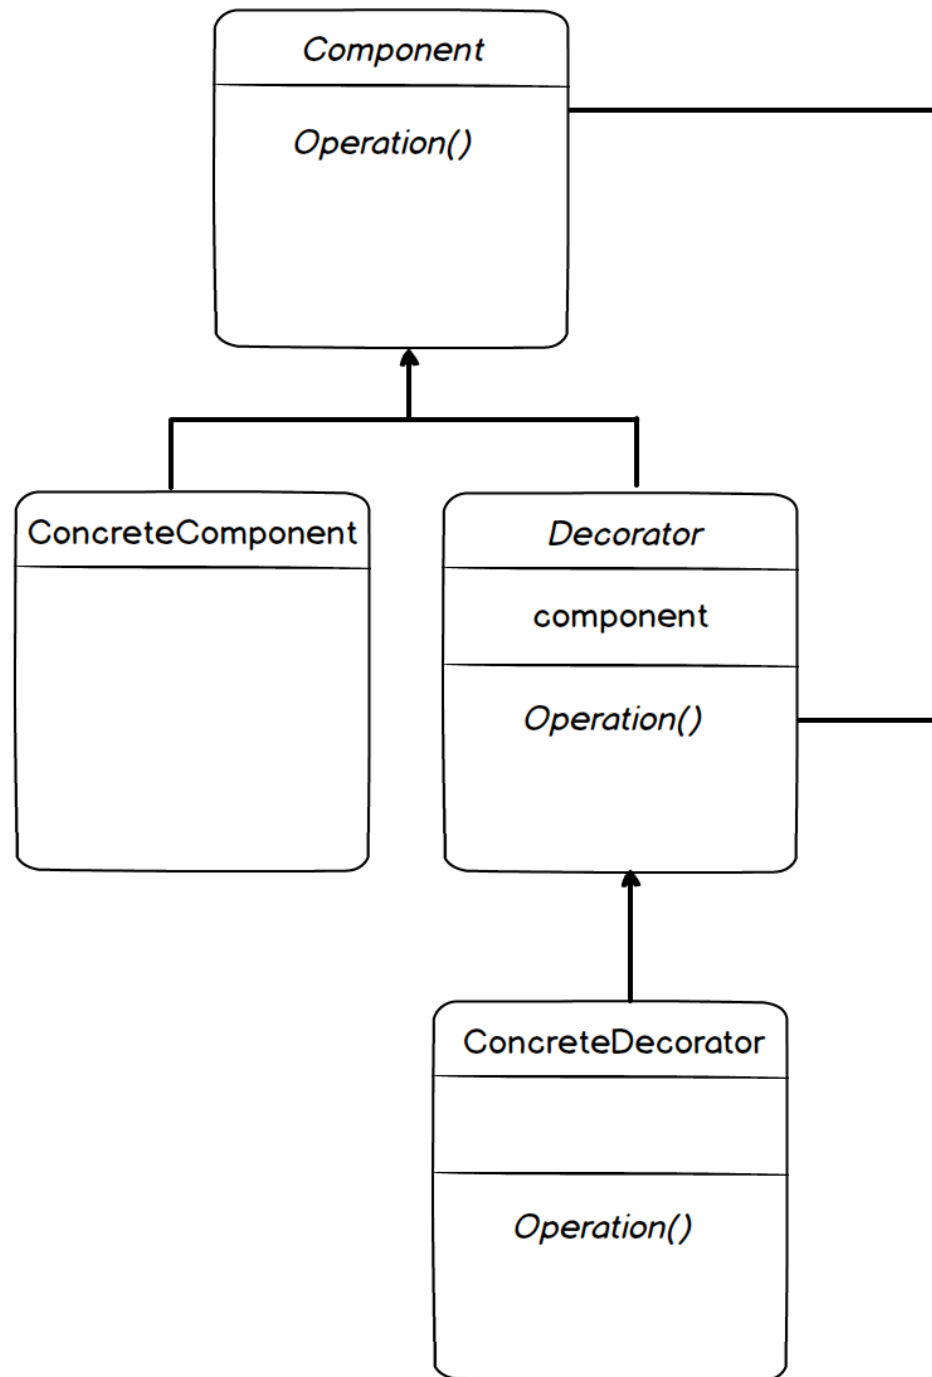 Component
Operation()
ConcreteComponent
Decorator
component
Operation()
ConcreteDecorator
Operation()